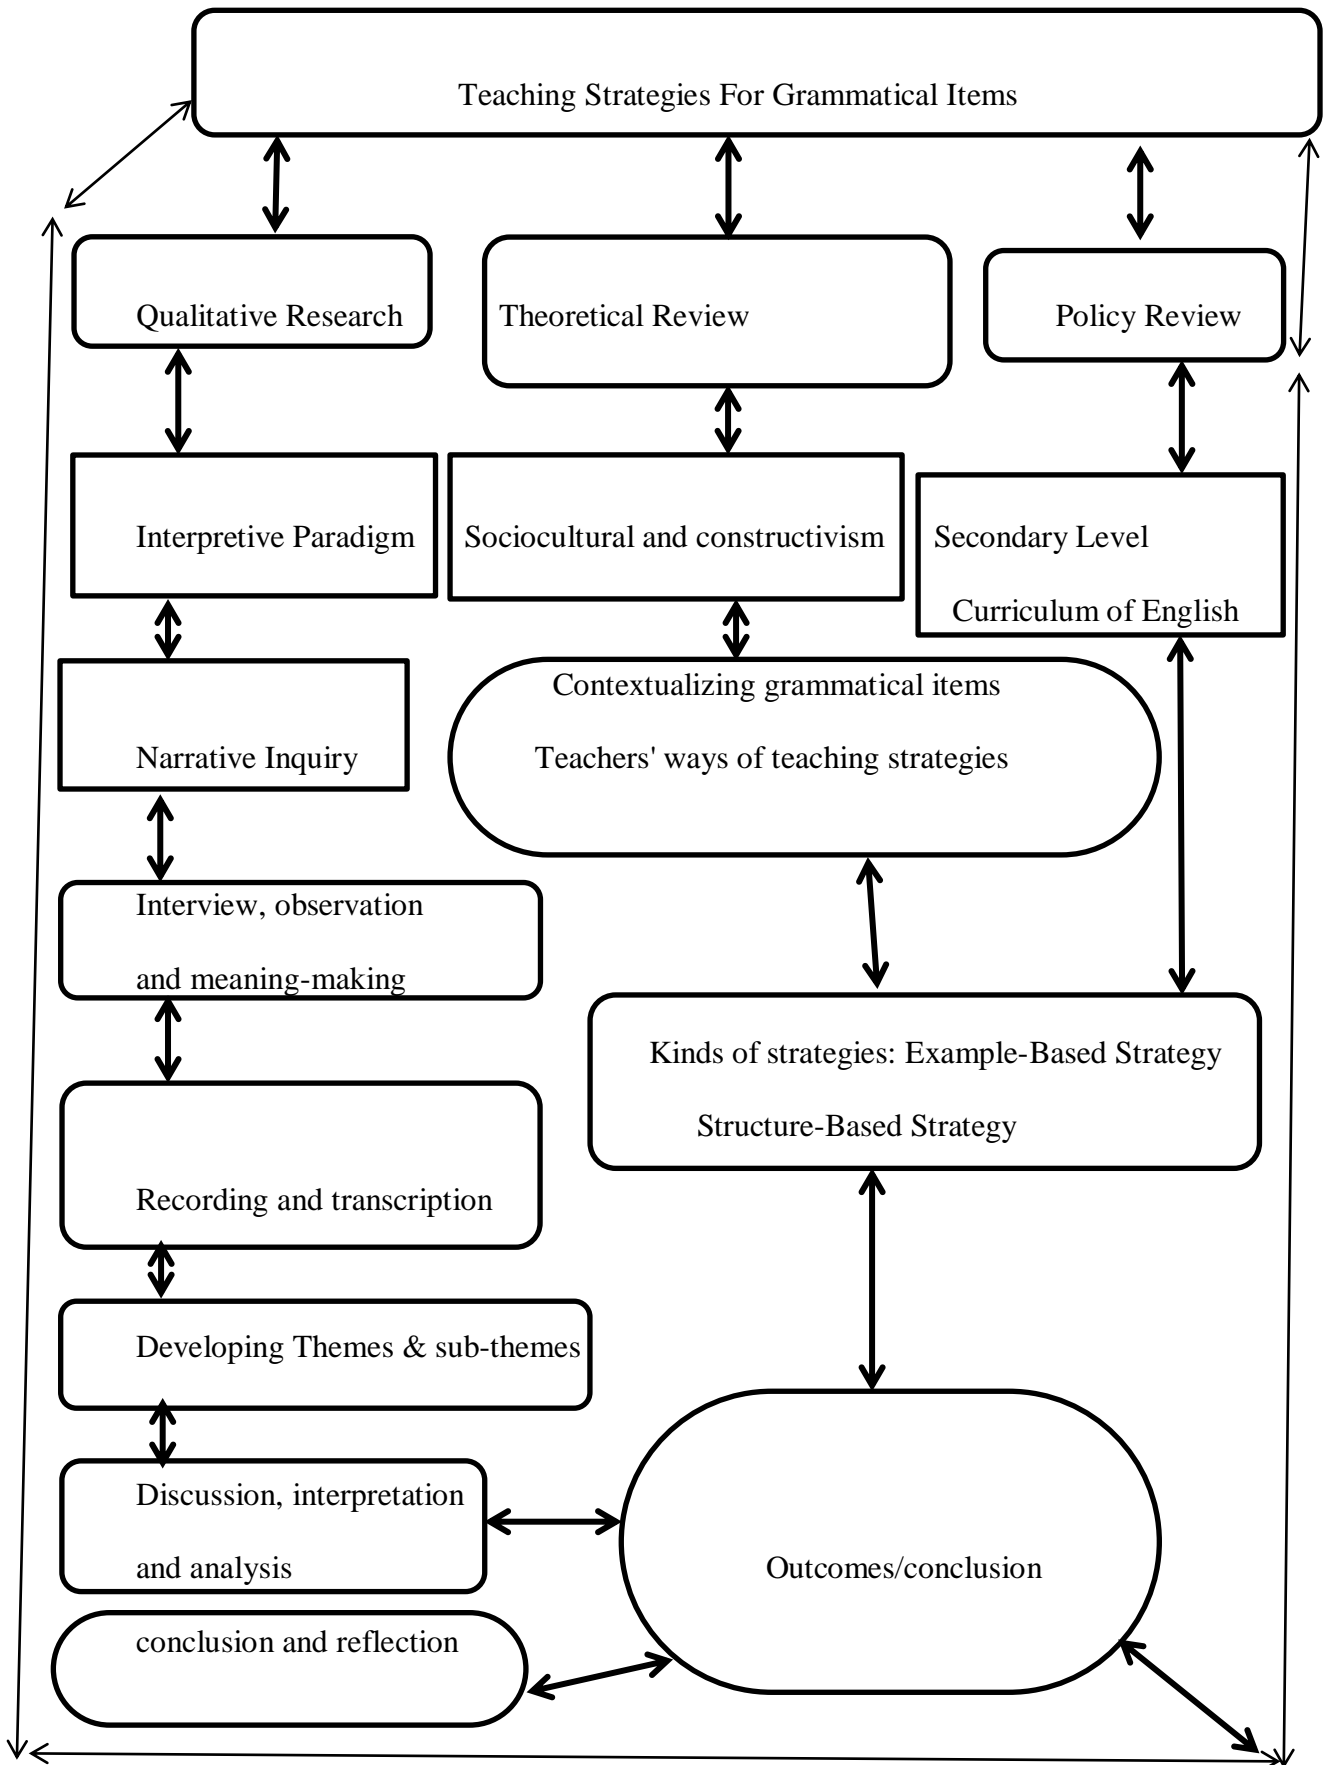 Teaching Strategies For Grammatical Items
Qualitative Research
Theoretical Review
Policy Review
Interpretive Paradigm
Sociocultural and constructivism
Secondary Level
Curriculum of English
Narrative Inquiry
Contextualizing grammatical items
Teachers' ways of teaching strategies
Interview, observation
and meaning-making
Kinds of strategies: Example-Based Strategy
Structure-Based Strategy
Recording and transcription
Developing Themes & sub-themes
Discussion, interpretation
and analysis
Outcomes/conclusion
conclusion and reflection